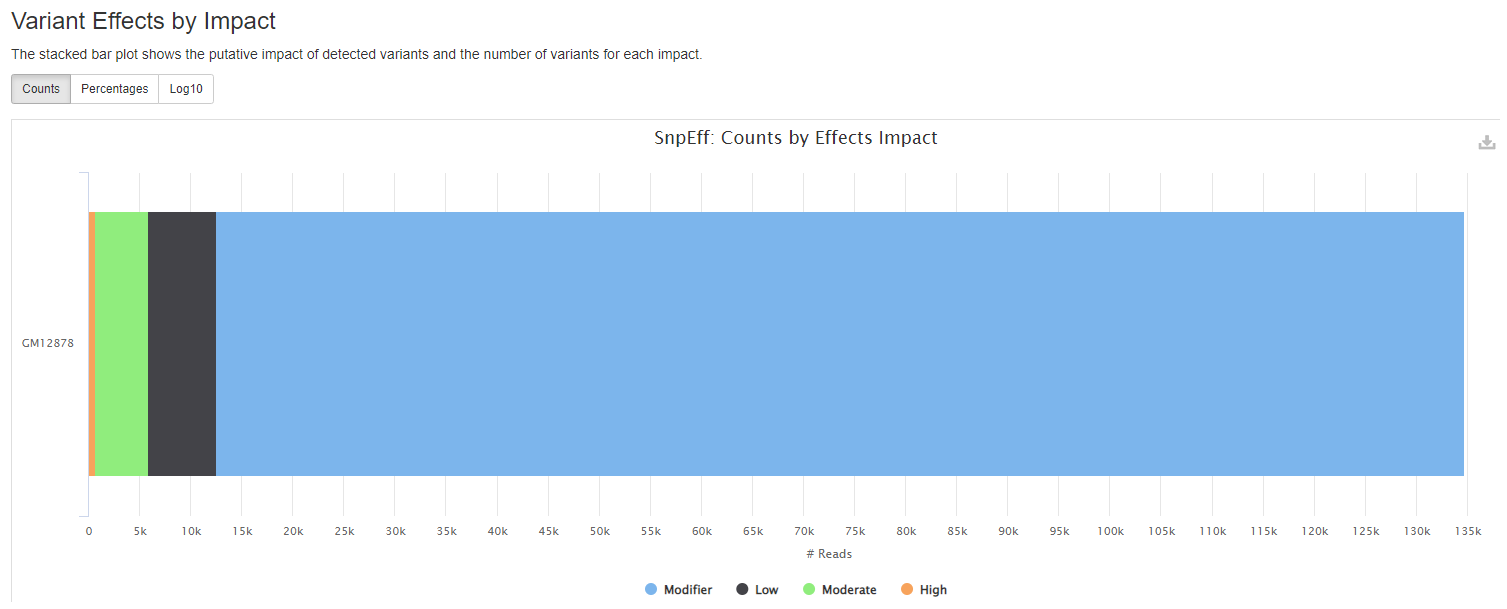 Variant Effects by Impact
The stacked bar plot shows the putative impact of detected variants and the number of variants for each impact.
Counts Percentages Log10
SnpEff: Counts by Effects Impact
GM12878
0 5k 10k 15k 20k 25k 30k 35k 40k 45k 50k 55k 60k 65k 70k 75k 80k 85k 90k 95k 100k 105k 110k 115k 120k 125k 130k 135k
# Reads
Modifier Low Moderate High